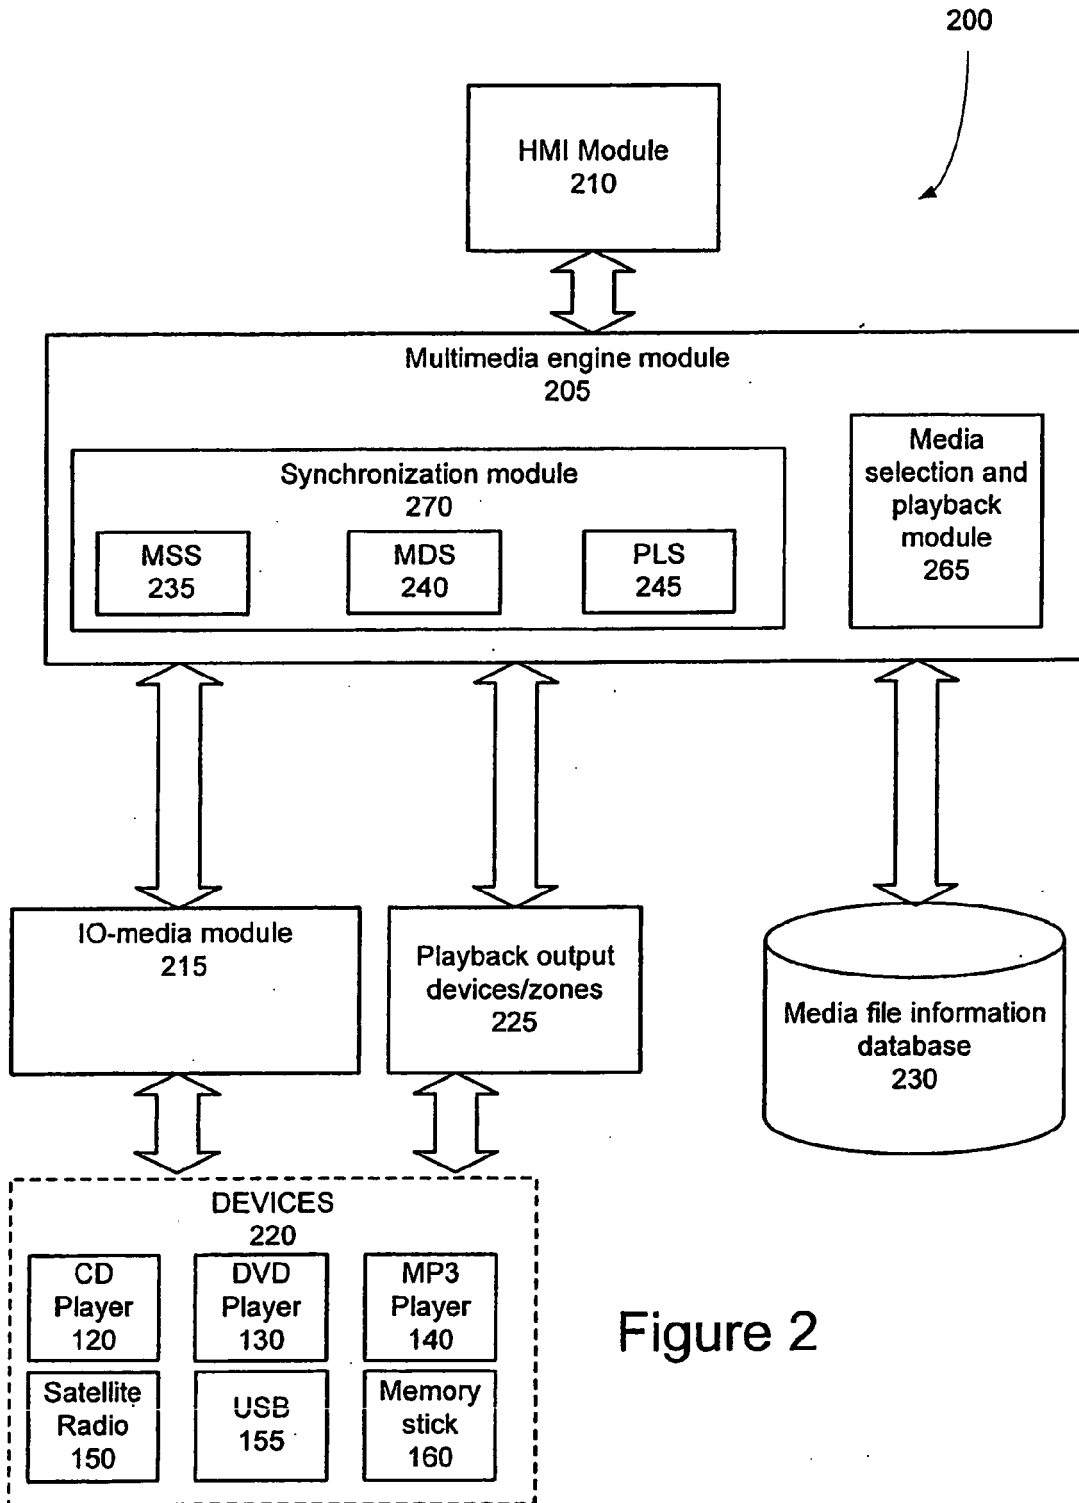 200
HMI Module
210
Multimedia engine module
205
Synchronization module
270
MSS
235
MDS
240
PLS
245
Media
selection and
playback
module
265
IO-media module
215
Playback output
devices/zones
225
Media file information
database
230
DEVICES
220
CD
Player
120
DVD
Player
130
MP3
Player
140
Satellite
Radio
150
USB
155
Memory
stick
160
Figure 2